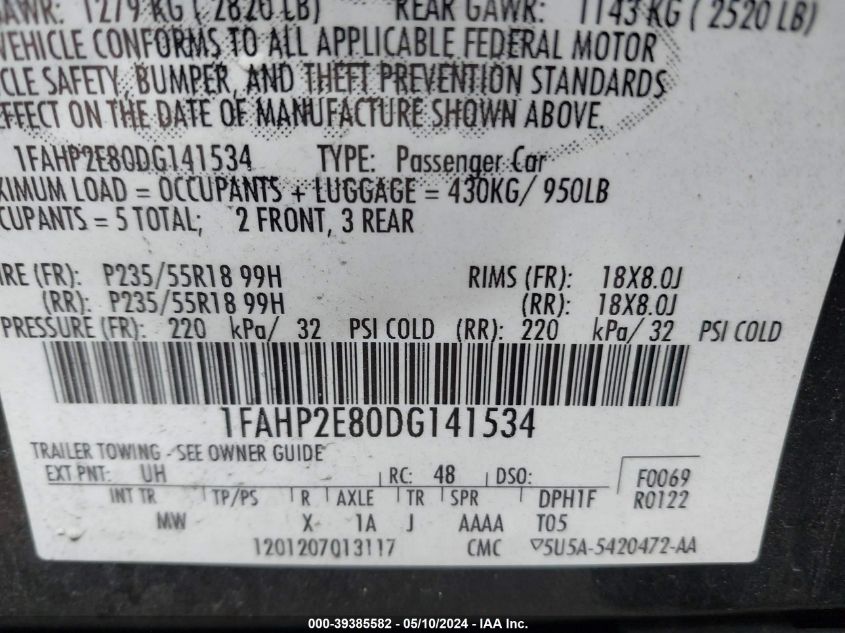 GAWR: 1279 KG ( 2820 LB) REAR GAWR: 1143 KG ( 2520 LB)
VEHICLE CONFORMS TO ALL APPLICABLE FEDERAL MOTOR
CLE SAFETY, BUMPER, AND THEFT PREVENTION STANDARDS
EFFECT ON THE DATE OF MANUFACTURE SHOWN ABOVE.
1FAHP2E80DG141534 TYPE: Passenger Car
XIMUM LOAD = OCCUPANTS + LUGGAGE = 430KG/ 950LB
CUPANTS = 5 TOTAL; 2 FRONT, 3 REAR
IRE (FR): P235/55R18 99H RIMS (FR): 18X8.0J
(RR): P235/55R18 99H (RR): 18X8.0J
PRESSURE (FR): 220 kPa/ 32 PSI COLD (RR): 220 kPa/ 32 PSI COLD
1FAHP2E80DG141534
TRAILER TOWING - SEE OWNER GUIDE
EXT PNT: UH RC: 48 DSO: F0069
INT TR TP/PS R AXLE TR SPR DPH1F R0122
MW X 1A J AAAA T05
1201207013117 CMC ▽5U5A-5420472-AA
000-39385582 - 05/10/2024 - IAA Inc.